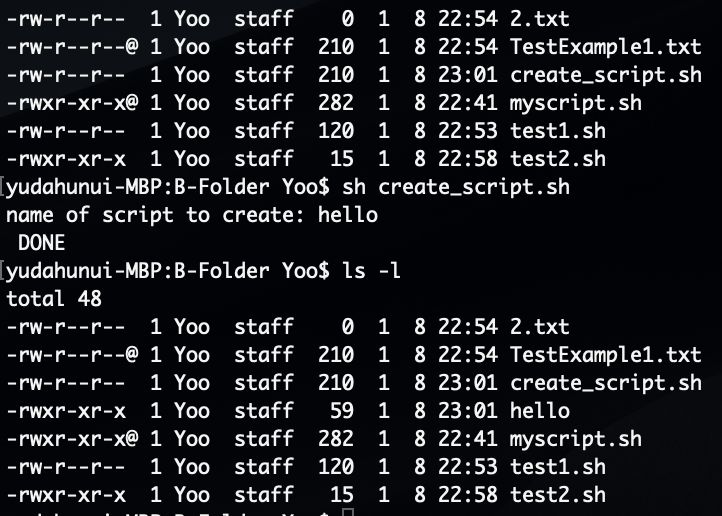 -rw-r--r--  1 Yoo  staff    0  1  8 22:54 2.txt
-rw-r--r--@ 1 Yoo  staff  210  1  8 22:54 TestExample1.txt
-rw-r--r--  1 Yoo  staff  210  1  8 23:01 create_script.sh
-rwxr-xr-x@ 1 Yoo  staff  282  1  8 22:41 myscript.sh
-rw-r--r--  1 Yoo  staff  120  1  8 22:53 test1.sh
-rwxr-xr-x  1 Yoo  staff   15  1  8 22:58 test2.sh
[yudahunui-MBP:B-Folder Yoo$ sh create_script.sh
name of script to create: hello
 DONE
[yudahunui-MBP:B-Folder Yoo$ ls -l
total 48
-rw-r--r--  1 Yoo  staff    0  1  8 22:54 2.txt
-rw-r--r--@ 1 Yoo  staff  210  1  8 22:54 TestExample1.txt
-rw-r--r--  1 Yoo  staff  210  1  8 23:01 create_script.sh
-rwxr-xr-x  1 Yoo  staff   59  1  8 23:01 hello
-rwxr-xr-x@ 1 Yoo  staff  282  1  8 22:41 myscript.sh
-rw-r--r--  1 Yoo  staff  120  1  8 22:53 test1.sh
-rwxr-xr-x  1 Yoo  staff   15  1  8 22:58 test2.sh
yudahunui-MBP:B-Folder Yoo$